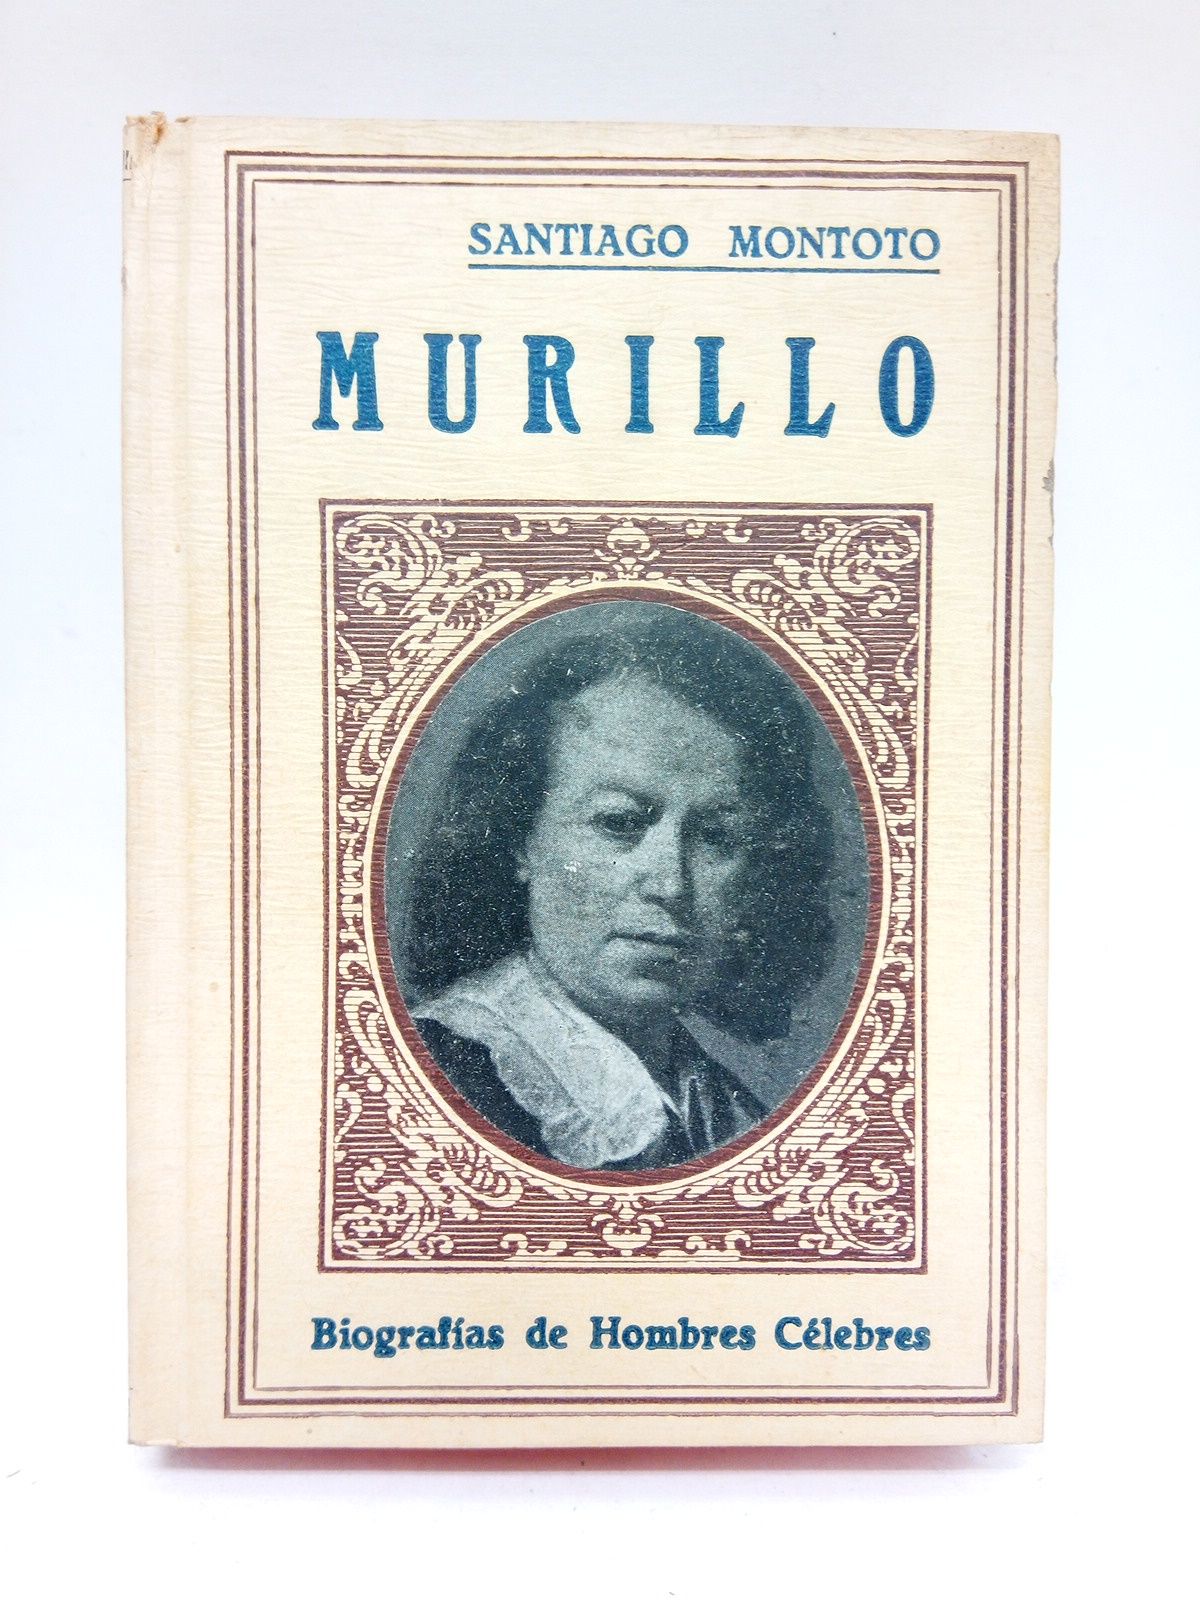 SANTIAGO MONTOTO
MURILLO
Biografías de Hombres Célebres